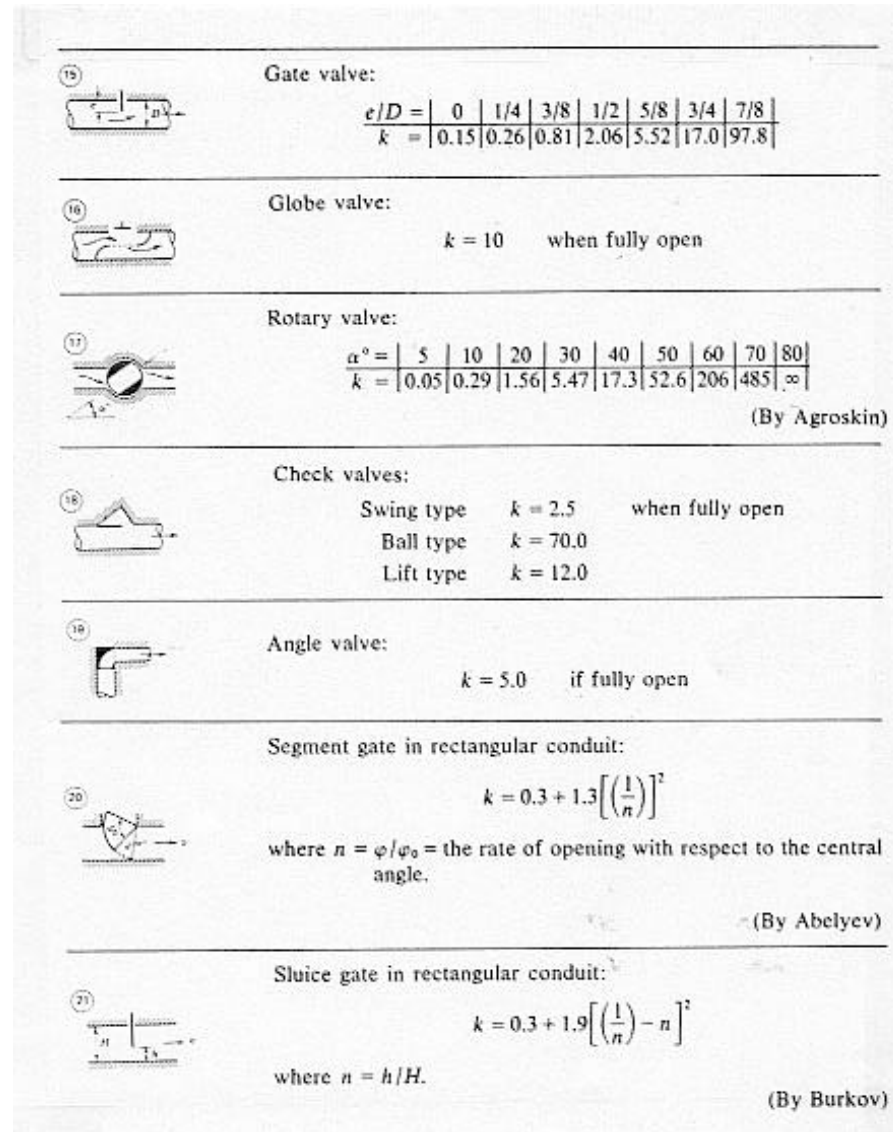 15
Gate valve:
e/D = | 0 | 1/4 | 3/8 | 1/2 | 5/8 | 3/4 | 7/8 |
k = | 0.15 | 0.26 | 0.81 | 2.06 | 5.52 | 17.0 | 97.8 |
16
Globe valve:
k = 10 when fully open
17
Rotary valve:
α° = | 5 | 10 | 20 | 30 | 40 | 50 | 60 | 70 | 80 |
k = | 0.05 | 0.29 | 1.56 | 5.47 | 17.3 | 52.6 | 206 | 485 | ∞ |
(By Agroskin)
18
Check valves:
Swing type k = 2.5 when fully open
Ball type k = 70.0
Lift type k = 12.0
19
Angle valve:
k = 5.0 if fully open
20
Segment gate in rectangular conduit:
k = 0.3 + 1.3[(1/n)]²
where n = φ/φ₀ = the rate of opening with respect to the central
angle.
(By Abelyev)
21
H
h
Sluice gate in rectangular conduit:
k = 0.3 + 1.9[(1/n) − n]²
where n = h/H.
(By Burkov)